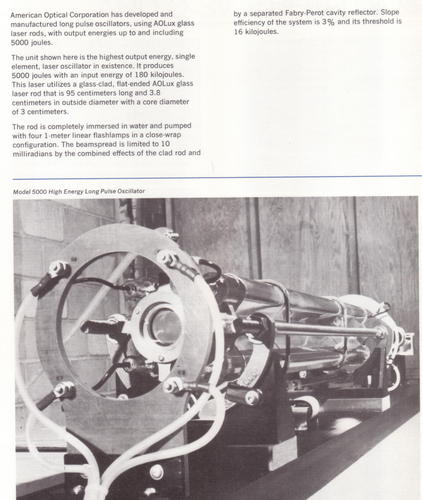 American Optical Corporation has developed and
manufactured long pulse oscillators, using AOLux glass
laser rods, with output energies up to and including
5000 joules.
The unit shown here is the highest output energy, single
element, laser oscillator in existence. It produces
5000 joules with an input energy of 180 kilojoules.
This laser utilizes a glass-clad, flat-ended AOLux glass
laser rod that is 95 centimeters long and 3.8
centimeters in outside diameter with a core diameter
of 3 centimeters.
The rod is completely immersed in water and pumped
with four 1-meter linear flashlamps in a close-wrap
configuration. The beamspread is limited to 10
milliradians by the combined effects of the clad rod and
by a separated Fabry-Perot cavity reflector. Slope
efficiency of the system is 3% and its threshold is
16 kilojoules.
Model 5000 High Energy Long Pulse Oscillator